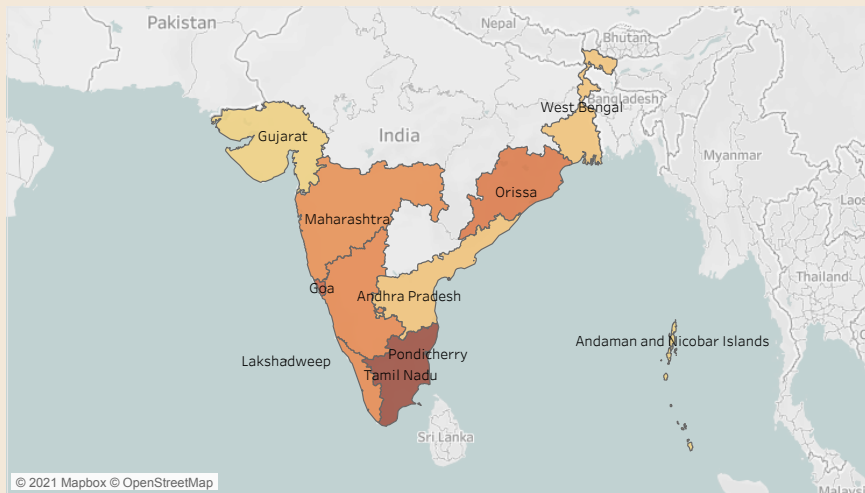 Pakistan
Nepal
Bhutan
West Bengal
Bangladesh
Gujarat
India
Myanmar
Orissa
Laos
Maharashtra
Thailand
Goa
Andhra Pradesh
Andaman and Nicobar Islands
Pondicherry
Lakshadweep
Tamil Nadu
Sri Lanka
© 2021 Mapbox © OpenStreetMap